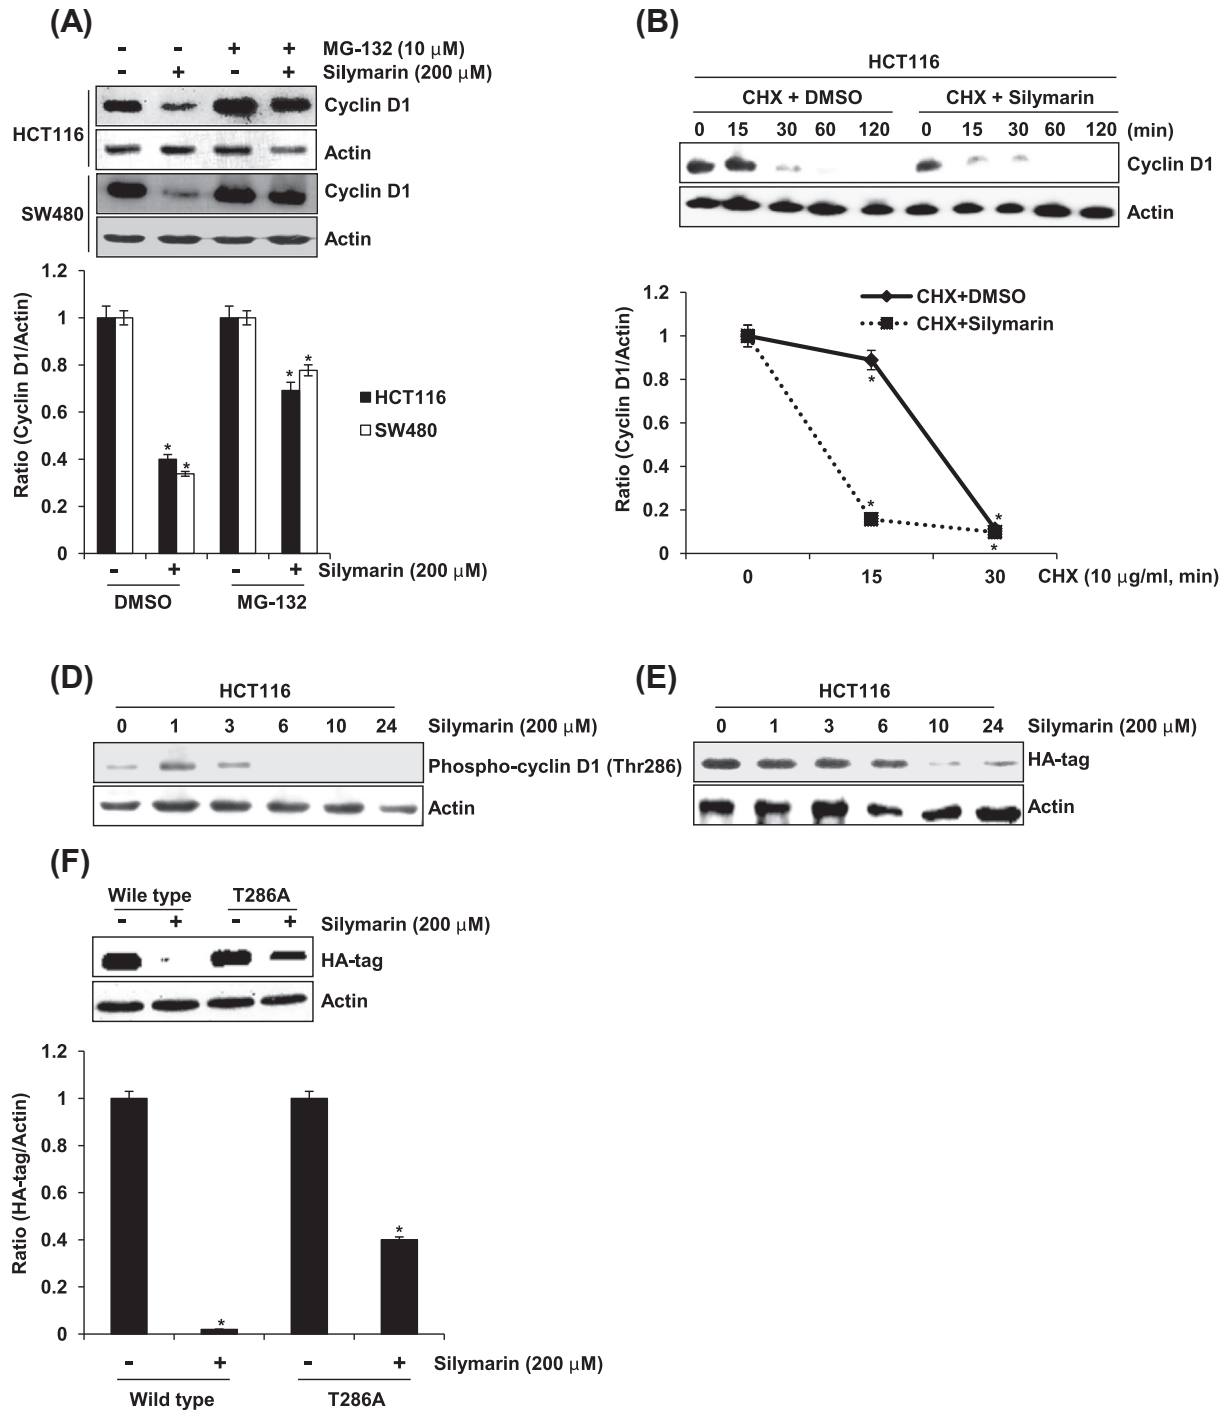 (A)
- - + + MG-132 (10 μM)
- + - + Silymarin (200 μM)
HCT116
Cyclin D1
Actin
SW480
Cyclin D1
Actin
Ratio (Cyclin D1/Actin)
1.2
1
0.8
0.6
0.4
0.2
0
* * * *
HCT116
SW480
- + - + Silymarin (200 μM)
DMSO MG-132
(B)
HCT116
CHX + DMSO CHX + Silymarin
0 15 30 60 120 0 15 30 60 120 (min)
Cyclin D1
Actin
Ratio (Cyclin D1/Actin)
1.2
1
0.8
0.6
0.4
0.2
0
CHX+DMSO
CHX+Silymarin
* * * *
0 15 30 CHX (10 μg/ml, min)
(D)
HCT116
0 1 3 6 10 24 Silymarin (200 μM)
Phospho-cyclin D1 (Thr286)
Actin
(E)
HCT116
0 1 3 6 10 24 Silymarin (200 μM)
HA-tag
Actin
(F)
Wile type T286A
- + - + Silymarin (200 μM)
HA-tag
Actin
Ratio (HA-tag/Actin)
1.2
1
0.8
0.6
0.4
0.2
0
* *
- + - + Silymarin (200 μM)
Wild type T286A